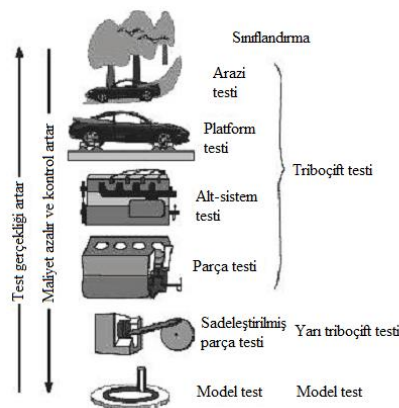 Sınıflandırma
Arazi
testi
Platform
testi
Triboçift testi
Alt-sistem
testi
Parça testi
Sadeleştirilmiş
parça testi
Yarı triboçift testi
Model test
Model test
Test gerçekliği artar
Maliyet azalır ve kontrol artar